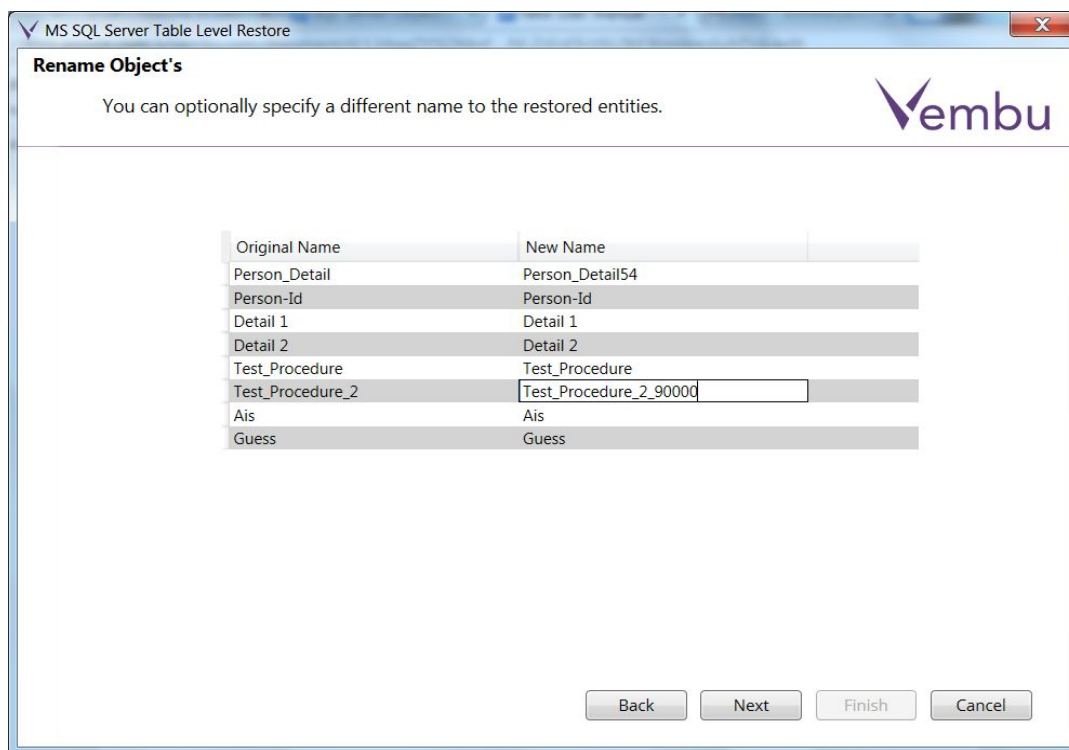 MS SQL Server Table Level Restore
X
Rename Object's
You can optionally specify a different name to the restored entities.
Vembu
Original Name New Name
Person_Detail Person_Detail54
Person-Id Person-Id
Detail 1 Detail 1
Detail 2 Detail 2
Test_Procedure Test_Procedure
Test_Procedure_2 Test_Procedure_2_90000
Ais Ais
Guess Guess
Back Next Finish Cancel